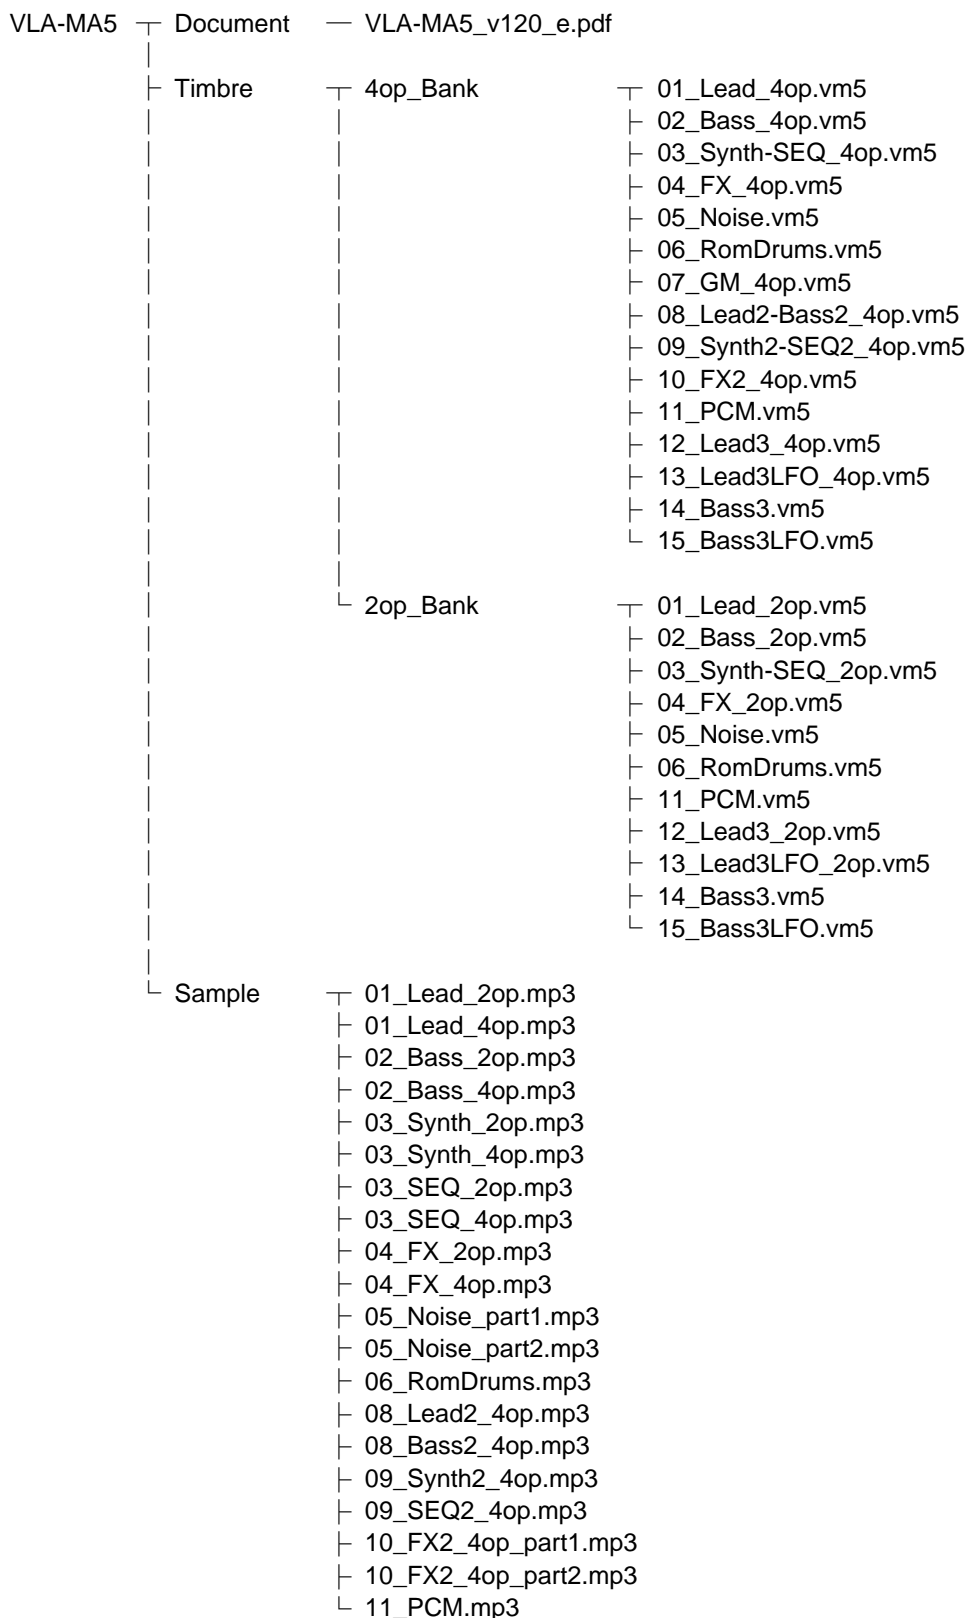 VLA-MA5 Document VLA-MA5_v120_e.pdf
Timbre 4op_Bank 01_Lead_4op.vm5
02_Bass_4op.vm5
03_Synth-SEQ_4op.vm5
04_FX_4op.vm5
05_Noise.vm5
06_RomDrums.vm5
07_GM_4op.vm5
08_Lead2-Bass2_4op.vm5
09_Synth2-SEQ2_4op.vm5
10_FX2_4op.vm5
11_PCM.vm5
12_Lead3_4op.vm5
13_Lead3LFO_4op.vm5
14_Bass3.vm5
15_Bass3LFO.vm5
2op_Bank 01_Lead_2op.vm5
02_Bass_2op.vm5
03_Synth-SEQ_2op.vm5
04_FX_2op.vm5
05_Noise.vm5
06_RomDrums.vm5
11_PCM.vm5
12_Lead3_2op.vm5
13_Lead3LFO_2op.vm5
14_Bass3.vm5
15_Bass3LFO.vm5
Sample 01_Lead_2op.mp3
01_Lead_4op.mp3
02_Bass_2op.mp3
02_Bass_4op.mp3
03_Synth_2op.mp3
03_Synth_4op.mp3
03_SEQ_2op.mp3
03_SEQ_4op.mp3
04_FX_2op.mp3
04_FX_4op.mp3
05_Noise_part1.mp3
05_Noise_part2.mp3
06_RomDrums.mp3
08_Lead2_4op.mp3
08_Bass2_4op.mp3
09_Synth2_4op.mp3
09_SEQ2_4op.mp3
10_FX2_4op_part1.mp3
10_FX2_4op_part2.mp3
11_PCM.mp3